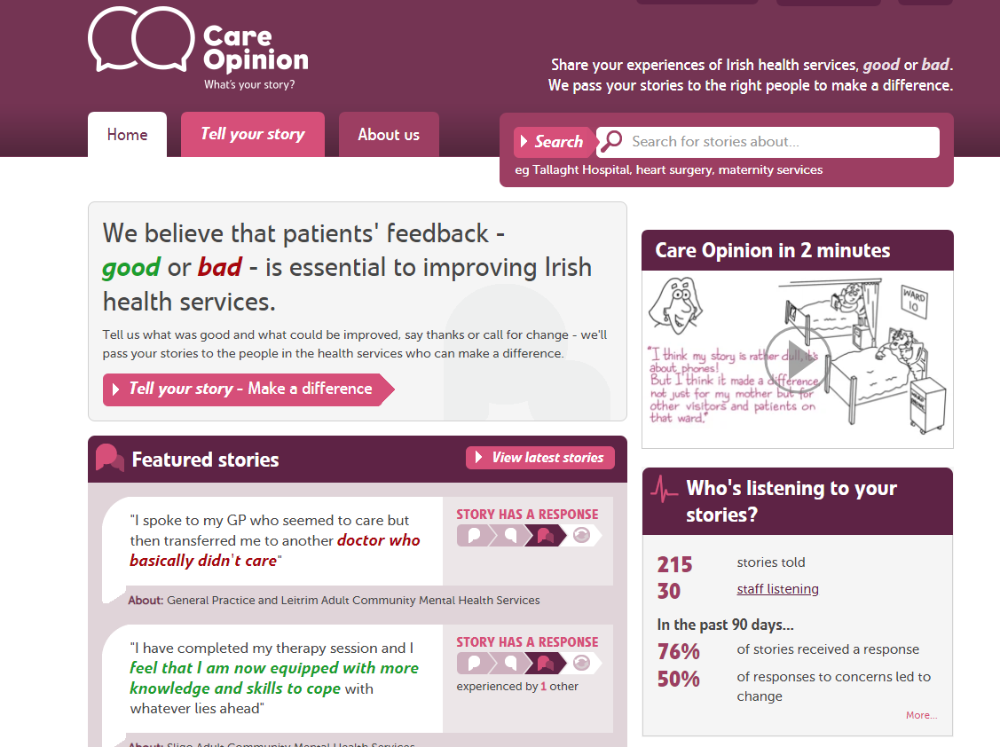 Care
Opinion
What's your story?
Share your experiences of Irish health services, good or bad.
We pass your stories to the right people to make a difference.
Home
Tell your story
About us
Search
Search for stories about...
eg Tallaght Hospital, heart surgery, maternity services
We believe that patients' feedback -
good or bad - is essential to improving Irish
health services.
Tell us what was good and what could be improved, say thanks or call for change - we'll
pass your stories to the people in the health services who can make a difference.
Tell your story - Make a difference
Care Opinion in 2 minutes
WARD
10
"I think my story is rather dull, it's
about phones!
But I think it made a difference
not just for my mother but for
other visitors and patients on
that ward."
Featured stories
View latest stories
"I spoke to my GP who seemed to care but
then transferred me to another doctor who
basically didn't care"
STORY HAS A RESPONSE
About: General Practice and Leitrim Adult Community Mental Health Services
"I have completed my therapy session and I
feel that I am now equipped with more
knowledge and skills to cope with
whatever lies ahead"
STORY HAS A RESPONSE
experienced by 1 other
About: Sligo Adult Community Mental Health Services
Who's listening to your
stories?
215 stories told
30 staff listening
In the past 90 days...
76% of stories received a response
50% of responses to concerns led to
change
More...